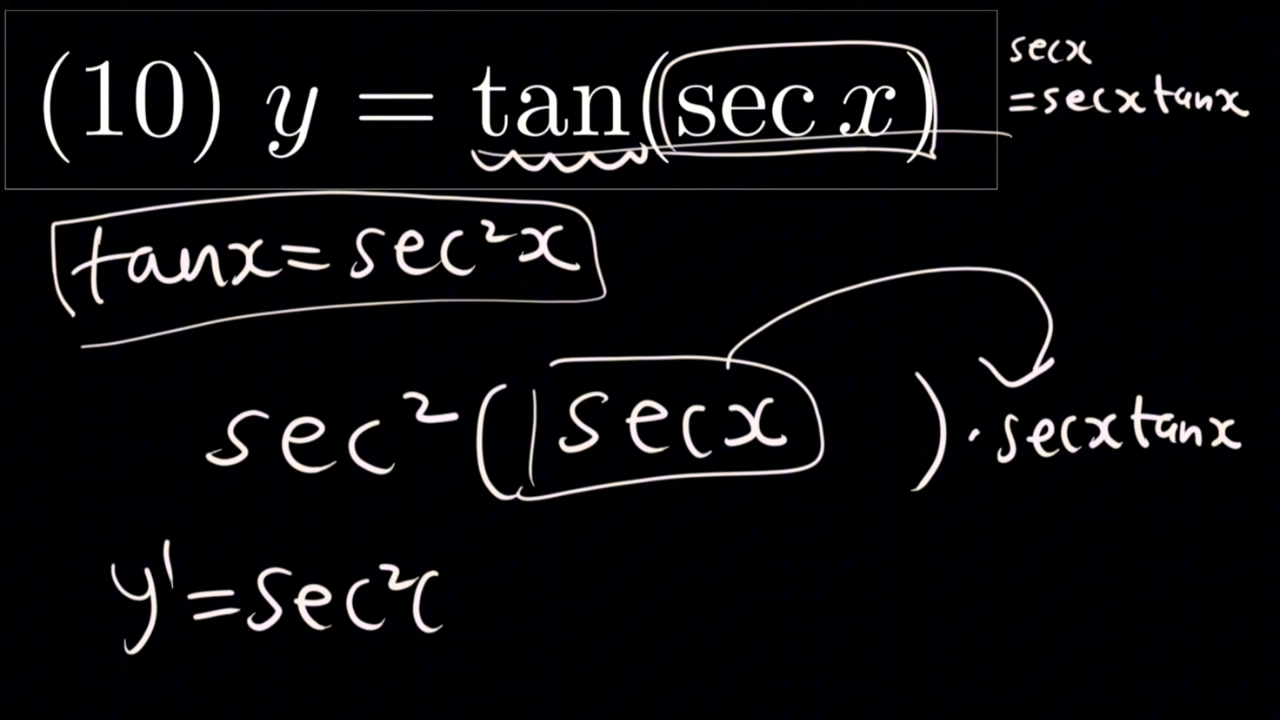 (10) y = tan(sec x)
secx
=secxtanx
tanx=sec²x
sec²(secx)·secxtanx
y'=sec²(